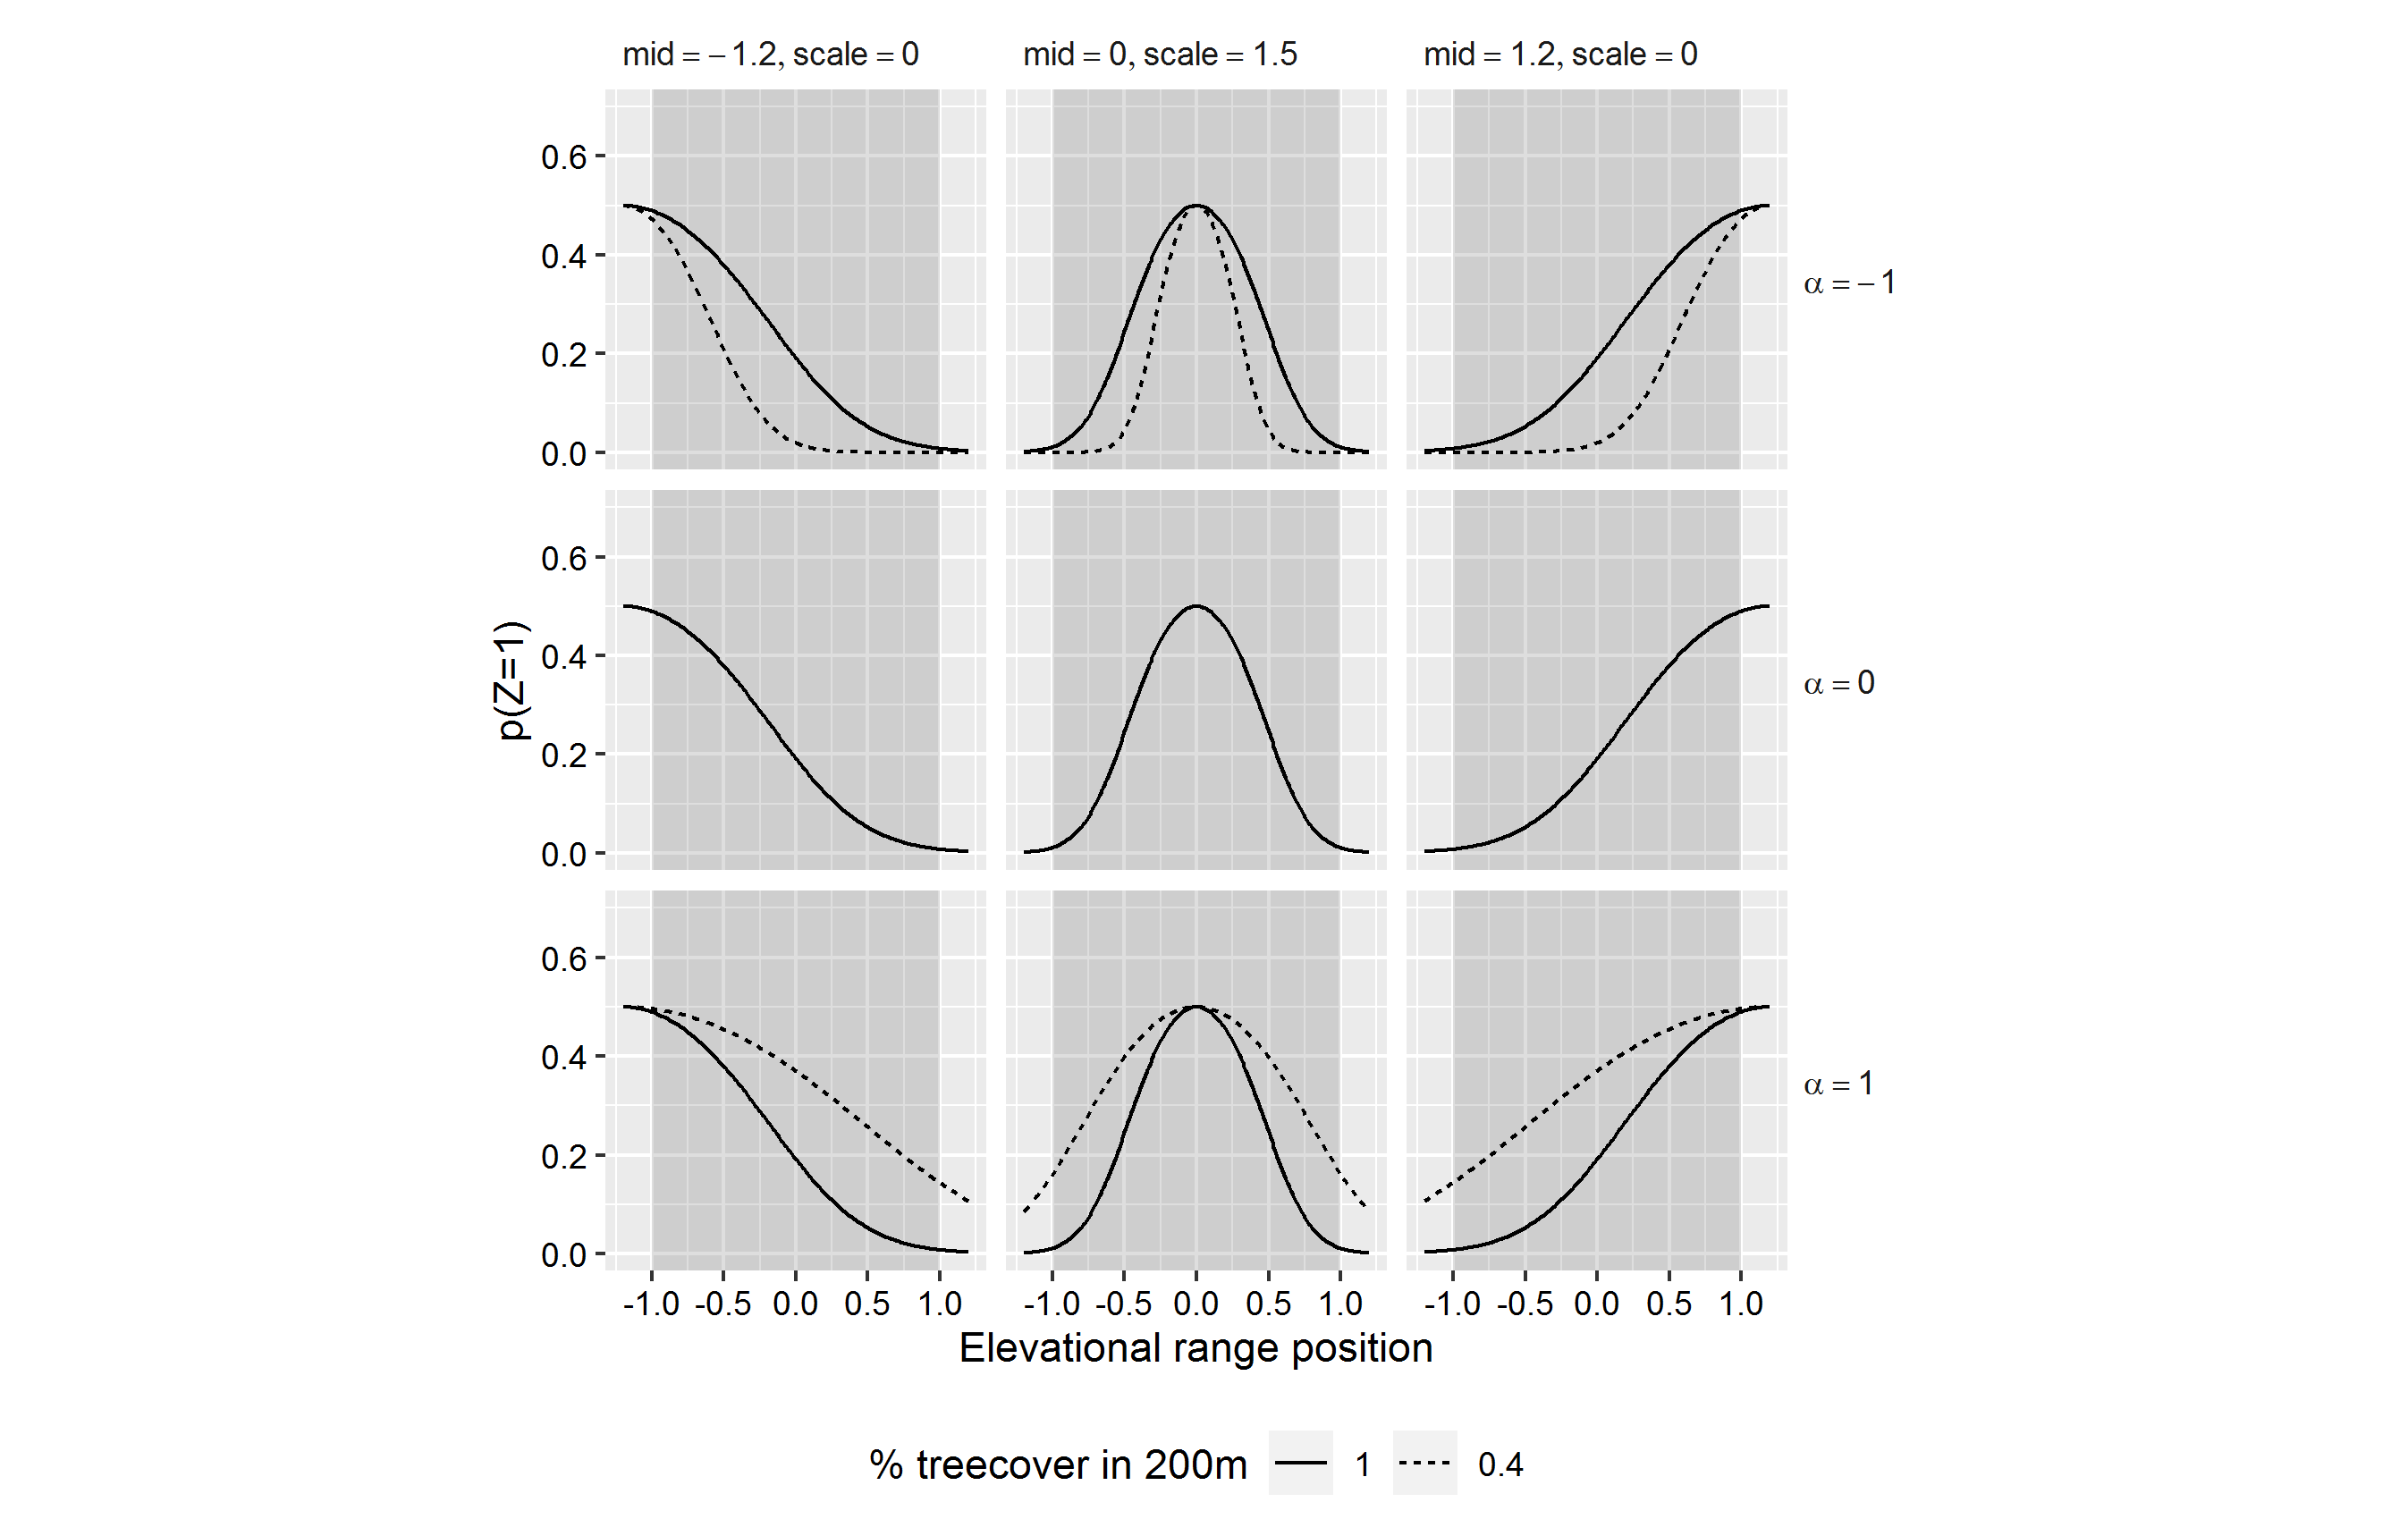 mid = − 1.2, scale = 0
mid = 0, scale = 1.5
mid = 1.2, scale = 0
0.6
0.4
0.2
0.0
α = − 1
0.6
0.4
0.2
0.0
α = 0
0.6
0.4
0.2
0.0
α = 1
p(Z=1)
-1.0 -0.5 0.0 0.5 1.0
-1.0 -0.5 0.0 0.5 1.0
-1.0 -0.5 0.0 0.5 1.0
Elevational range position
% treecover in 200m 1 0.4